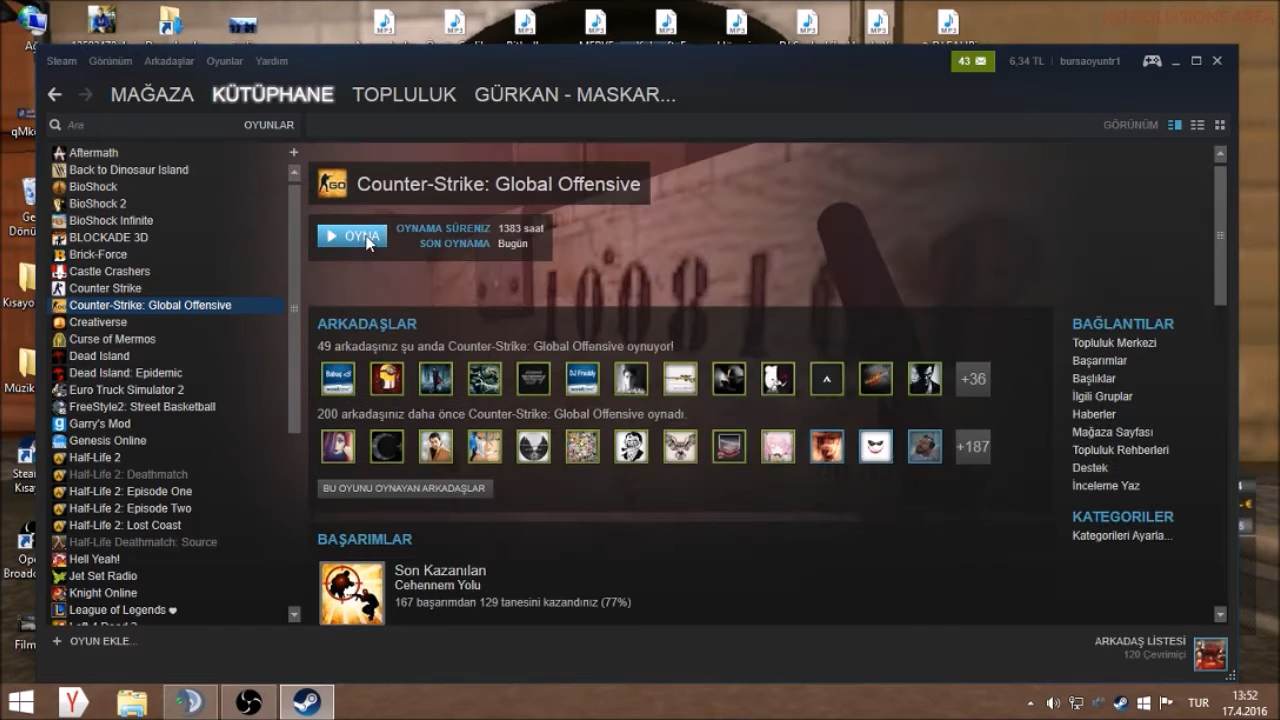 MP3 MP3 MP3 MP3 MP3 MP3 MP3 MP3 MP3
Steam Görünüm Arkadaşlar Oyunlar Yardım
43 6,34 TL bursaoyuntr1
MAĞAZA KÜTÜPHANE TOPLULUK GÜRKAN - MASKAR...
Ara OYUNLAR
GÖRÜNÜM
Aftermath
Back to Dinosaur Island
BioShock
BioShock 2
BioShock Infinite
BLOCKADE 3D
Brick-Force
Castle Crashers
Counter Strike
Counter-Strike: Global Offensive
Creativerse
Curse of Mermos
Dead Island
Dead Island: Epidemic
Euro Truck Simulator 2
FreeStyle2: Street Basketball
Garry's Mod
Genesis Online
Half-Life 2
Half-Life 2: Deathmatch
Half-Life 2: Episode One
Half-Life 2: Episode Two
Half-Life 2: Lost Coast
Half-Life Deathmatch: Source
Hell Yeah!
Jet Set Radio
Knight Online
League of Legends
OYUN EKLE...
Counter-Strike: Global Offensive
OYNA
OYNAMA SÜRENIZ 1383 saat
SON OYNAMA Bugün
ARKADAŞLAR
49 arkadaşınız şu anda Counter-Strike: Global Offensive oynuyor!
+36
200 arkadaşınız daha önce Counter-Strike: Global Offensive oynadı.
+187
BU OYUNU OYNAYAN ARKADAŞLAR
BAŞARIMLAR
Son Kazanılan
Cehennem Yolu
167 başarımdan 129 tanesini kazandınız (77%)
BAĞLANTILAR
Topluluk Merkezi
Başarımlar
Başlıklar
İlgili Gruplar
Haberler
Mağaza Sayfası
Topluluk Rehberleri
Destek
İnceleme Yaz
KATEGORILER
Kategorileri Ayarla...
ARKADAŞ LİSTESİ
120 Çevrimiçi
TUR
13:52
17.4.2016